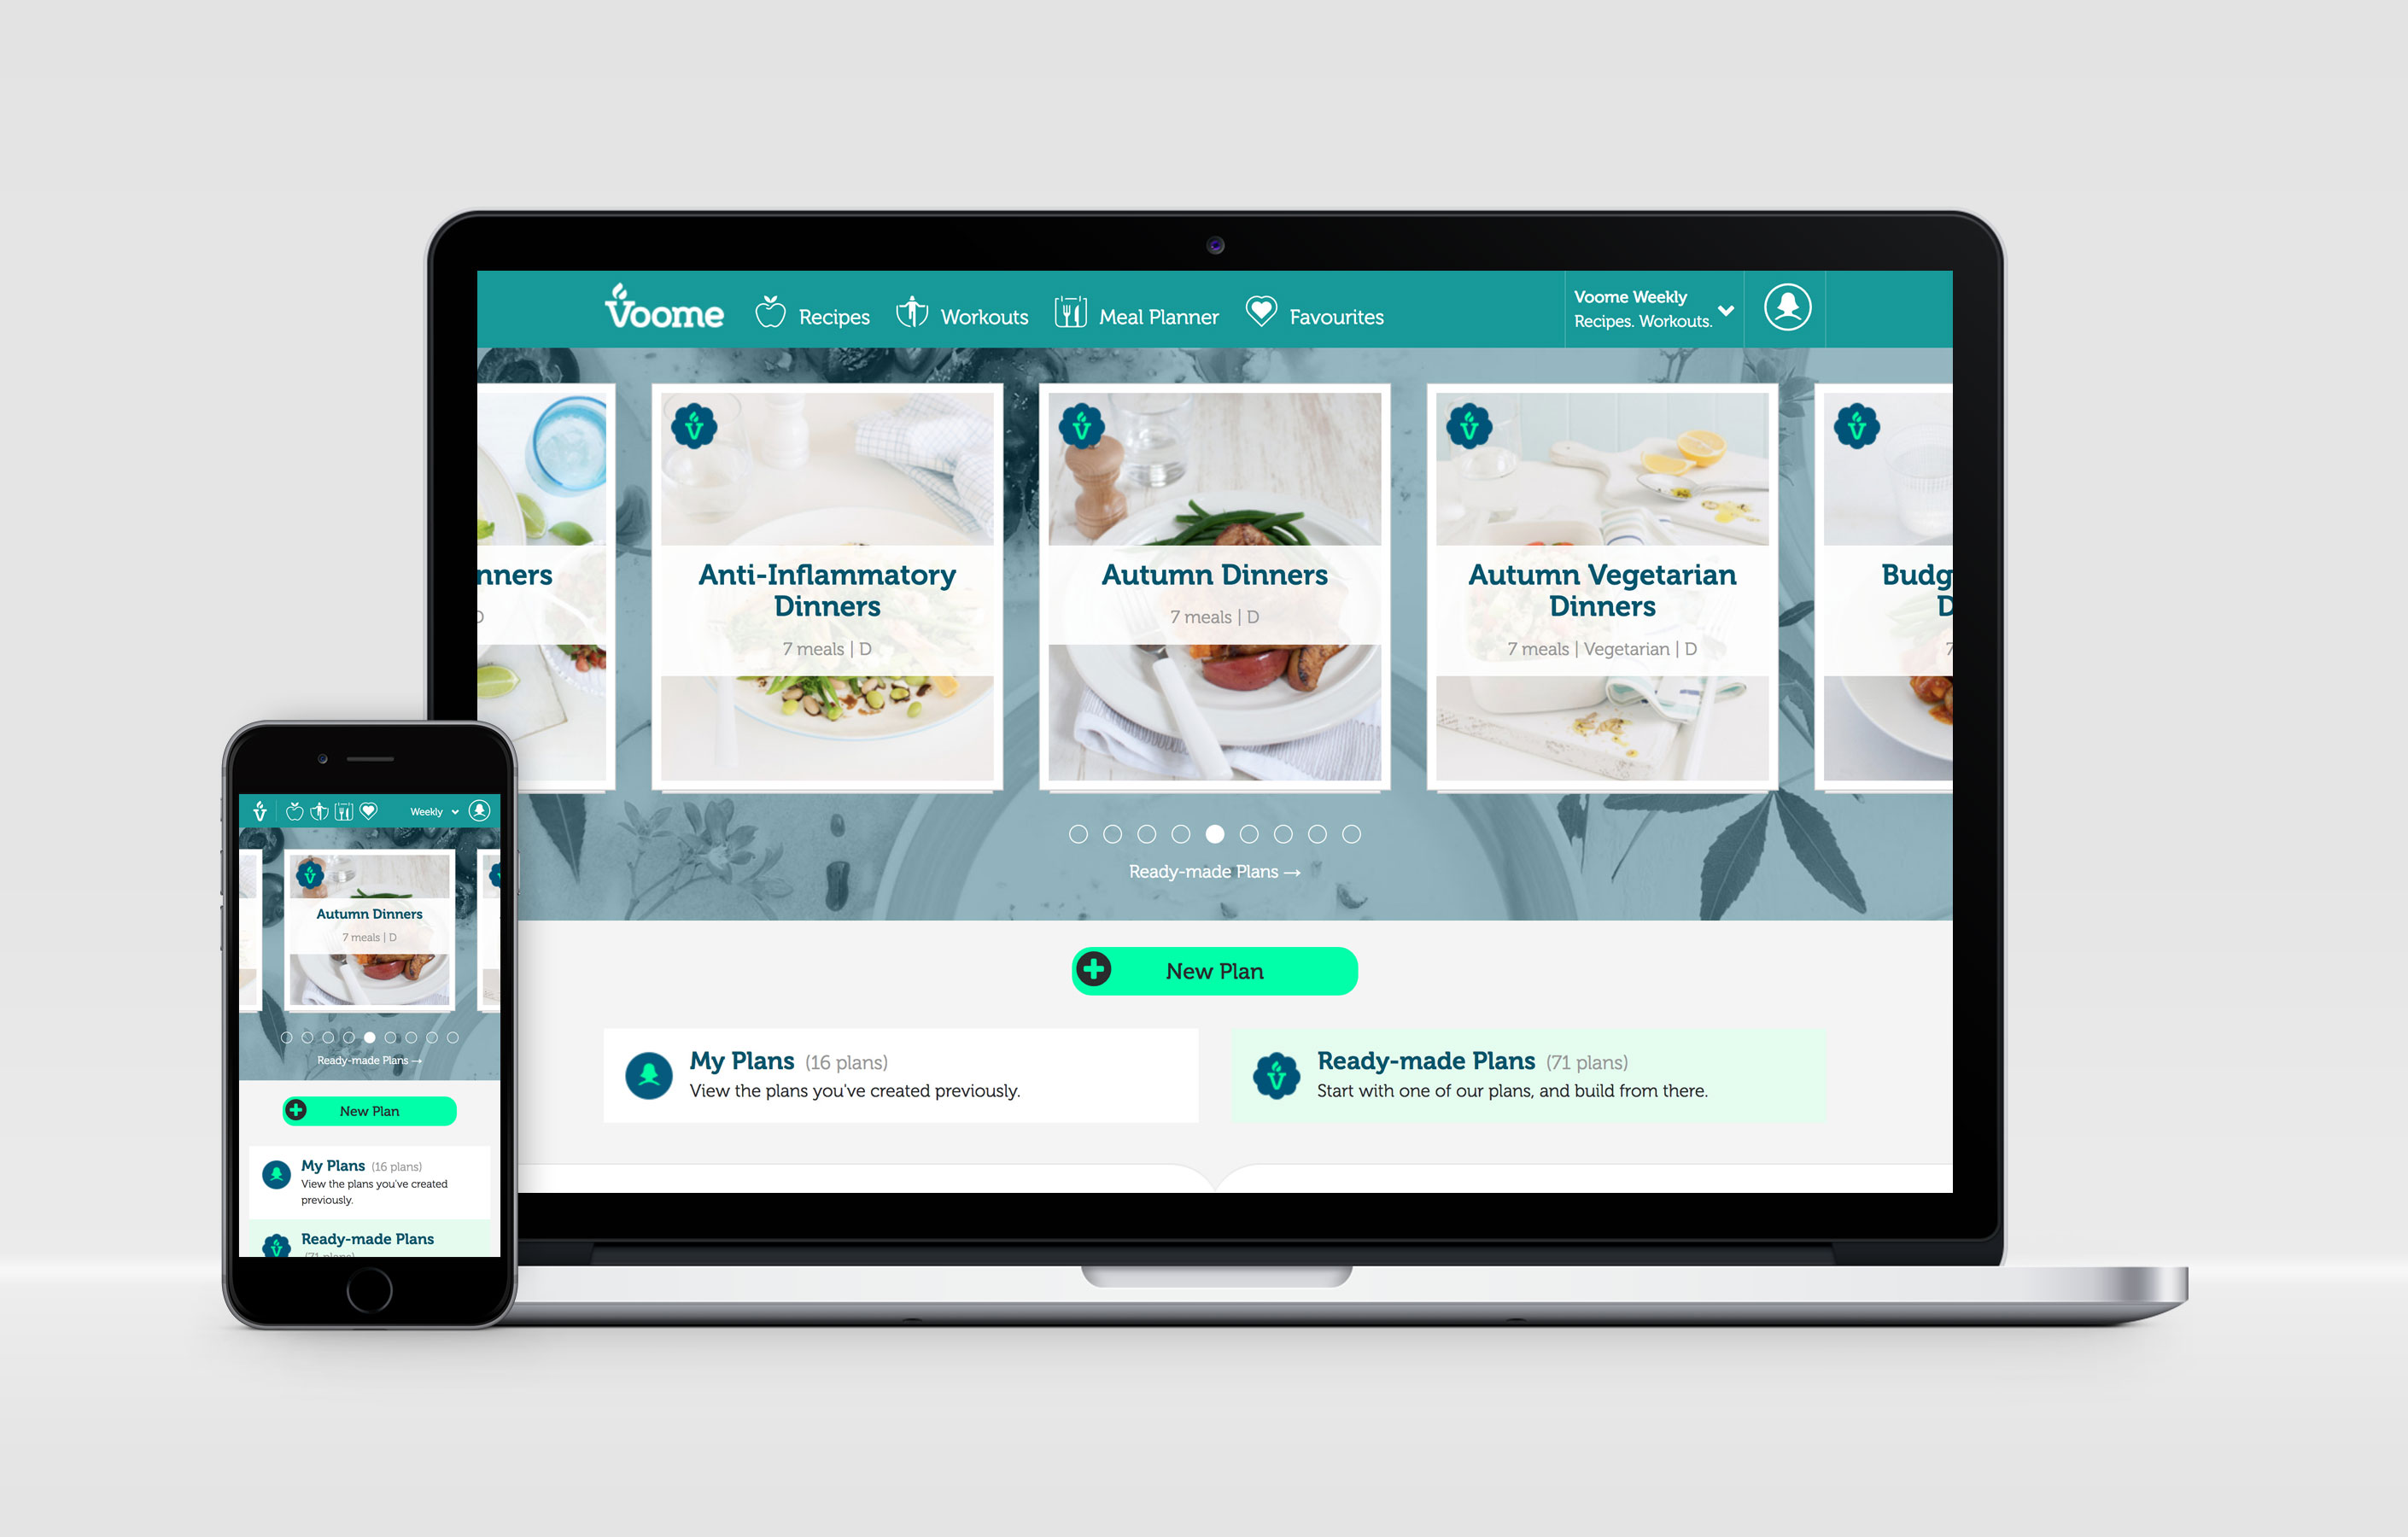 Voome
Recipes
Workouts
Meal Planner
Favourites
Voome Weekly
Recipes. Workouts.
nners
D
Anti-Inflammatory
Dinners
7 meals | D
Autumn Dinners
7 meals | D
Autumn Vegetarian
Dinners
7 meals | Vegetarian | D
Budg
D
7
Ready-made Plans →
New Plan
My Plans (16 plans)
View the plans you've created previously.
Ready-made Plans (71 plans)
Start with one of our plans, and build from there.
Weekly
Autumn Dinners
7 meals | D
Ready-made Plans →
New Plan
My Plans (16 plans)
View the plans you've created
previously.
Ready-made Plans
(71 plans)